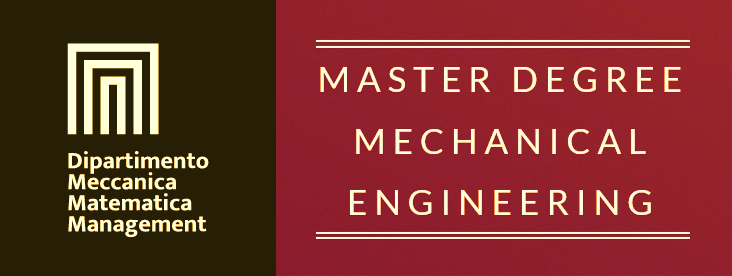 Dipartimento
Meccanica
Matematica
Management
MASTER DEGREE
MECHANICAL
ENGINEERING